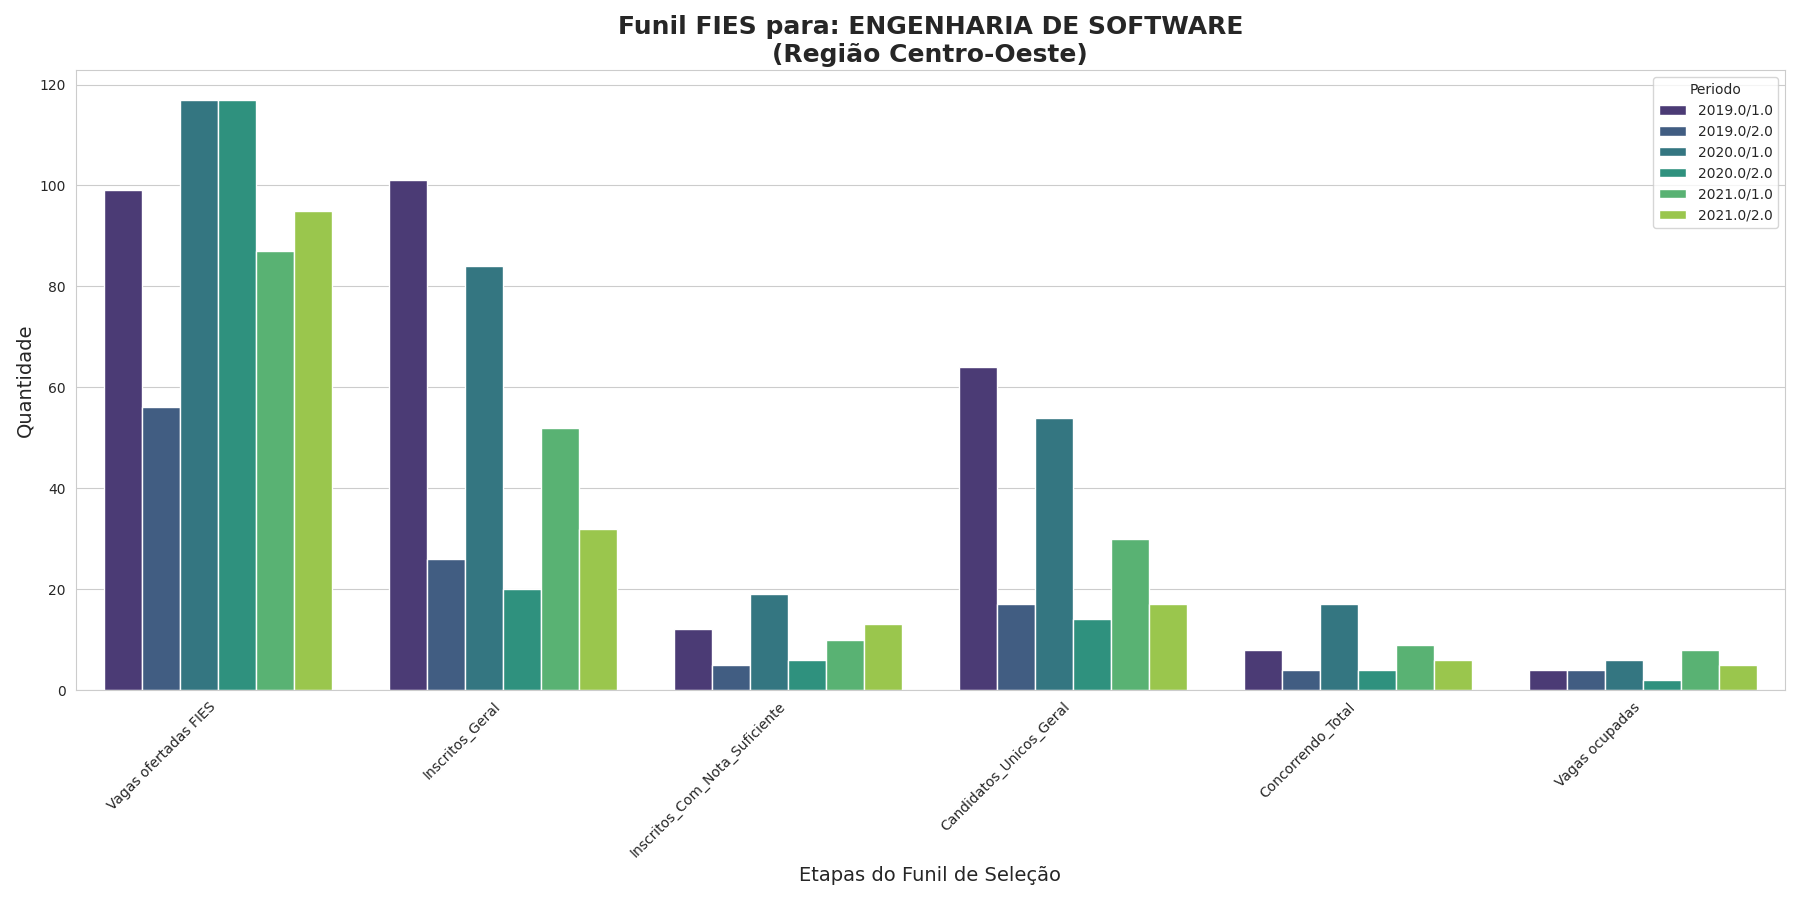 Funil FIES para: ENGENHARIA DE SOFTWARE
(Região Centro-Oeste)
Quantidade
120
100
80
60
40
20
0
Periodo
2019.0/1.0
2019.0/2.0
2020.0/1.0
2020.0/2.0
2021.0/1.0
2021.0/2.0
Vagas ofertadas FIES
Inscritos_Geral
Inscritos_Com_Nota_Suficiente
Candidatos_Unicos_Geral
Concorrendo_Total
Vagas ocupadas
Etapas do Funil de Seleção